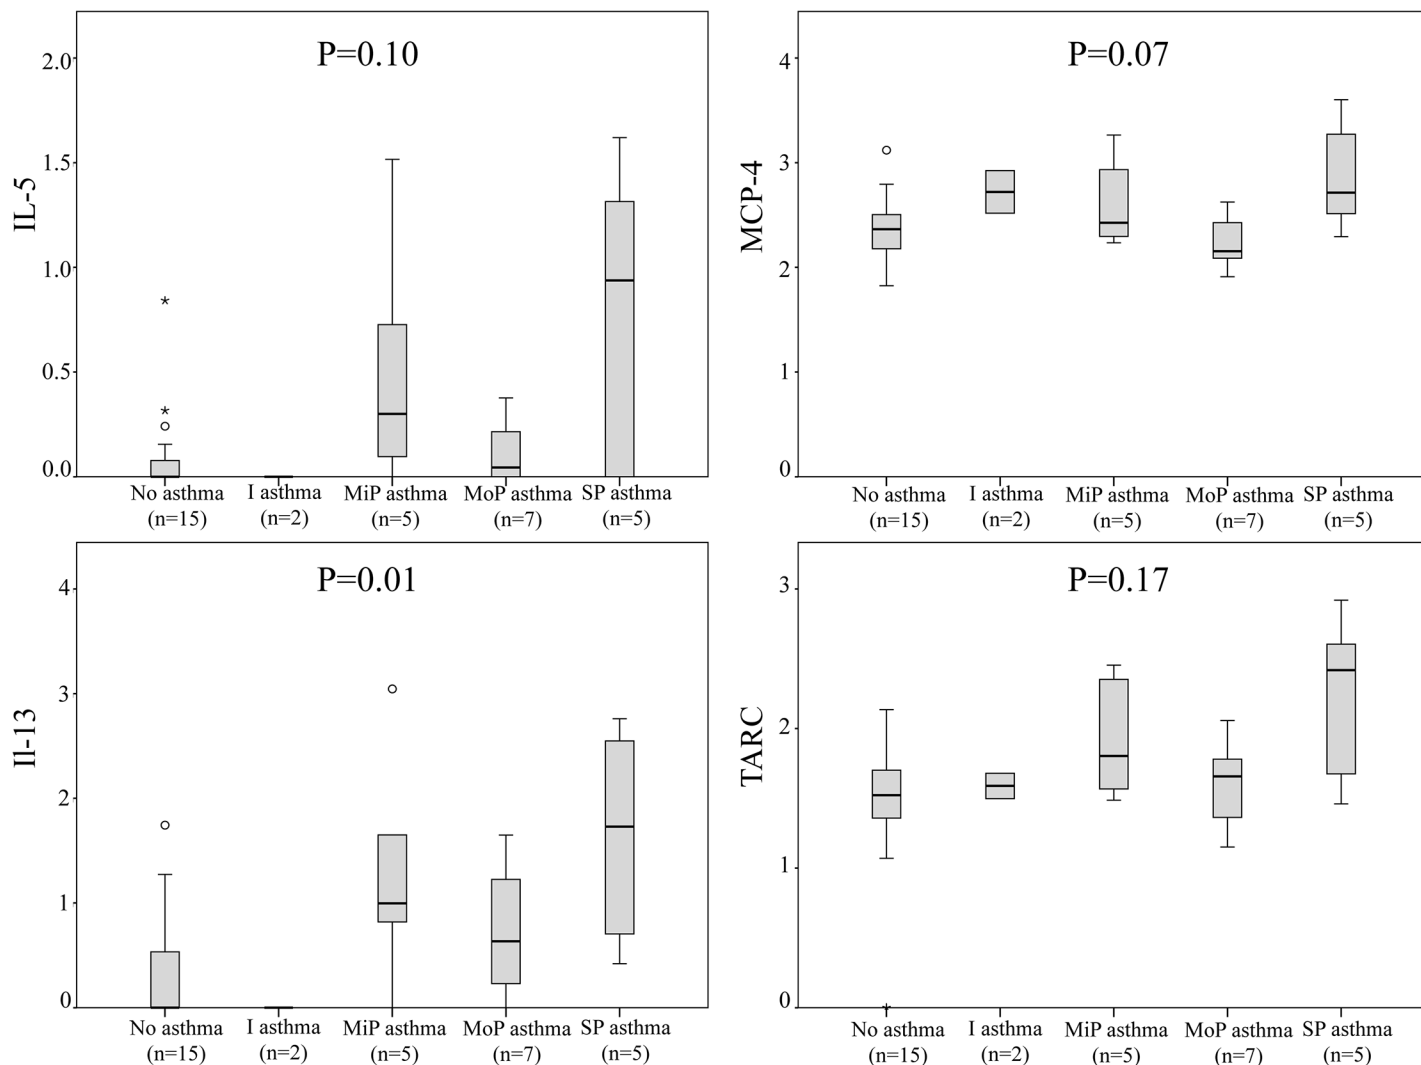 P=0.10
IL-5
2.0
1.5
1.0
0.5
0.0
No asthma I asthma MiP asthma MoP asthma SP asthma
(n=15) (n=2) (n=5) (n=7) (n=5)
P=0.07
MCP-4
4
3
2
1
0
No asthma I asthma MiP asthma MoP asthma SP asthma
(n=15) (n=2) (n=5) (n=7) (n=5)
P=0.01
Il-13
4
3
2
1
0
No asthma I asthma MiP asthma MoP asthma SP asthma
(n=15) (n=2) (n=5) (n=7) (n=5)
P=0.17
TARC
3
2
1
0
No asthma I asthma MiP asthma MoP asthma SP asthma
(n=15) (n=2) (n=5) (n=7) (n=5)